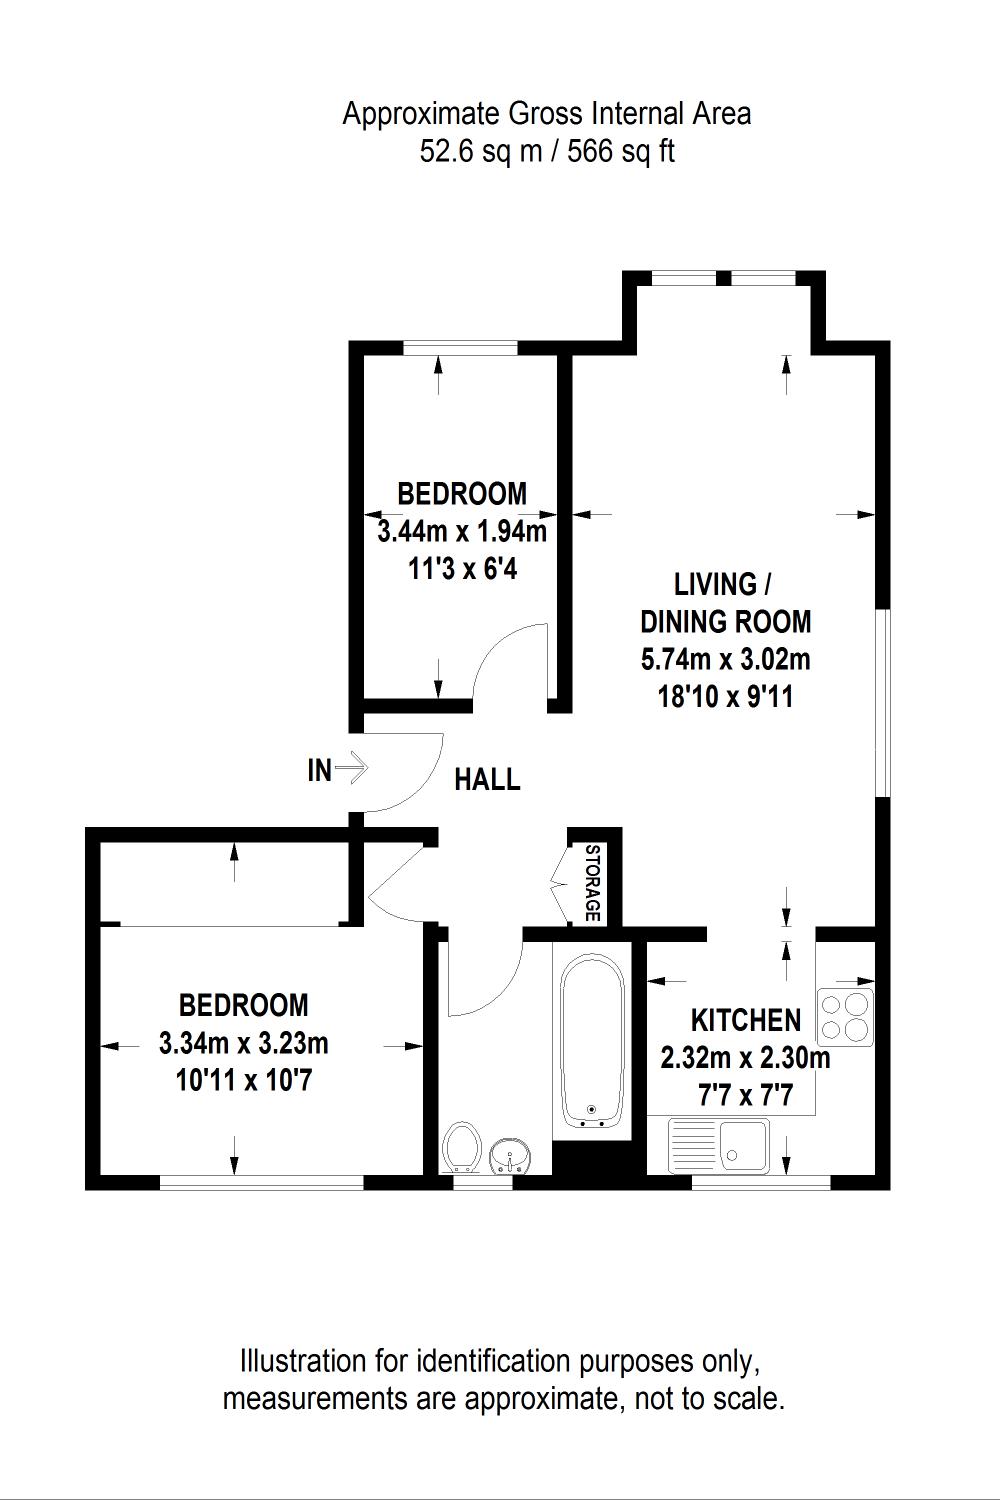 Approximate Gross Internal Area
52.6 sq m / 566 sq ft
BEDROOM
3.44m x 1.94m
11'3 x 6'4
LIVING /
DINING ROOM
5.74m x 3.02m
18'10 x 9'11
IN
HALL
STORAGE
BEDROOM
3.34m x 3.23m
10'11 x 10'7
KITCHEN
2.32m x 2.30m
7'7 x 7'7
Illustration for identification purposes only,
measurements are approximate, not to scale.